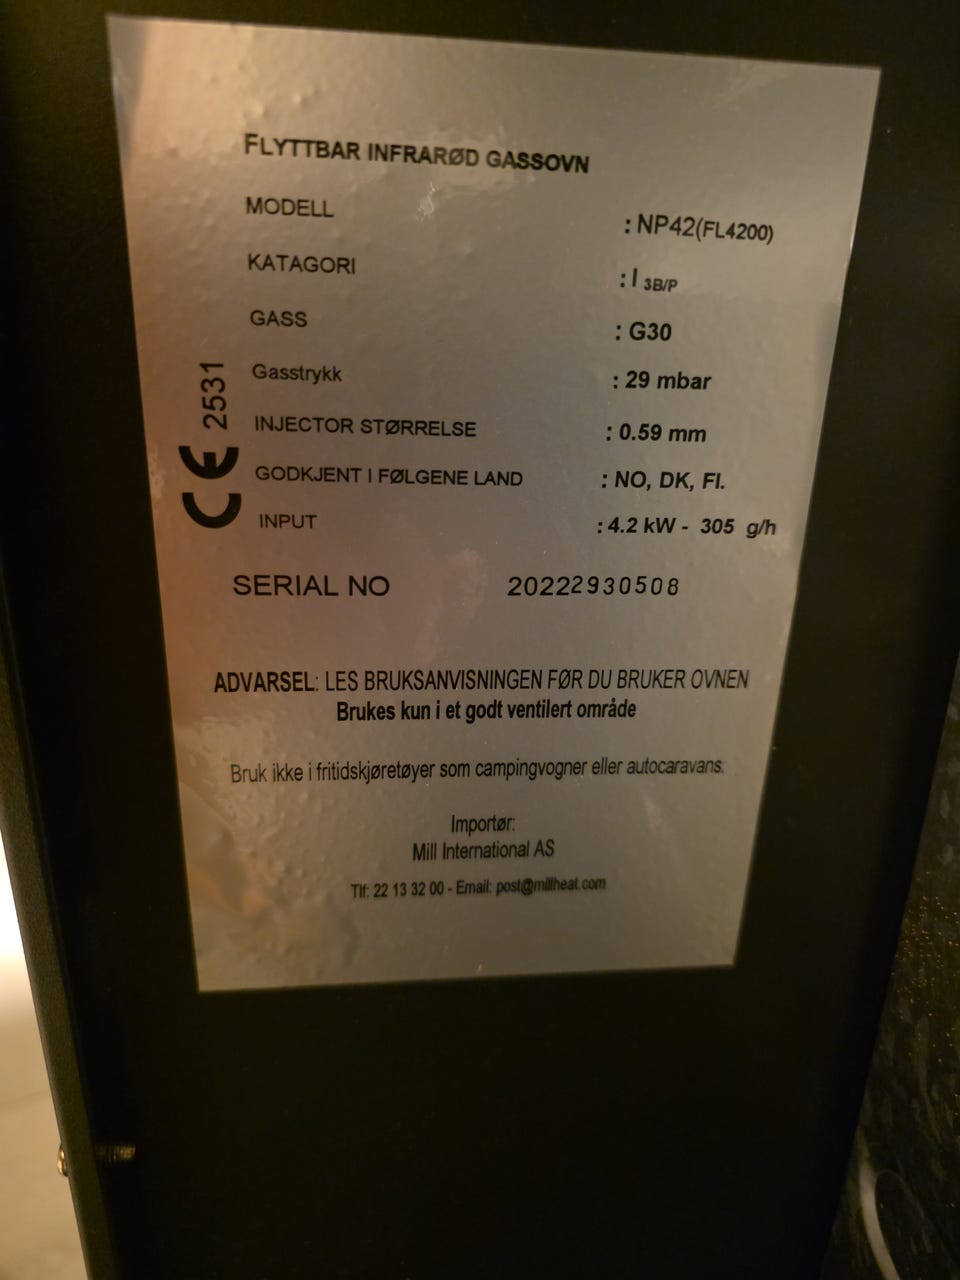 FLYTTBAR INFRARØD GASSOVN
MODELL : NP42(FL4200)
KATAGORI : I 3B/P
GASS : G30
Gasstrykk : 29 mbar
INJECTOR STØRRELSE : 0.59 mm
GODKJENT I FØLGENE LAND : NO, DK, FI.
INPUT : 4.2 kW - 305 g/h
CE 2531
SERIAL NO 20222930508
ADVARSEL: LES BRUKSANVISNINGEN FØR DU BRUKER OVNEN
Brukes kun i et godt ventilert område
Bruk ikke i fritidskjøretøyer som campingvogner eller autocaravans.
Importør:
Mill International AS
Tlf: 22 13 32 00 - Email: post@millheat.com